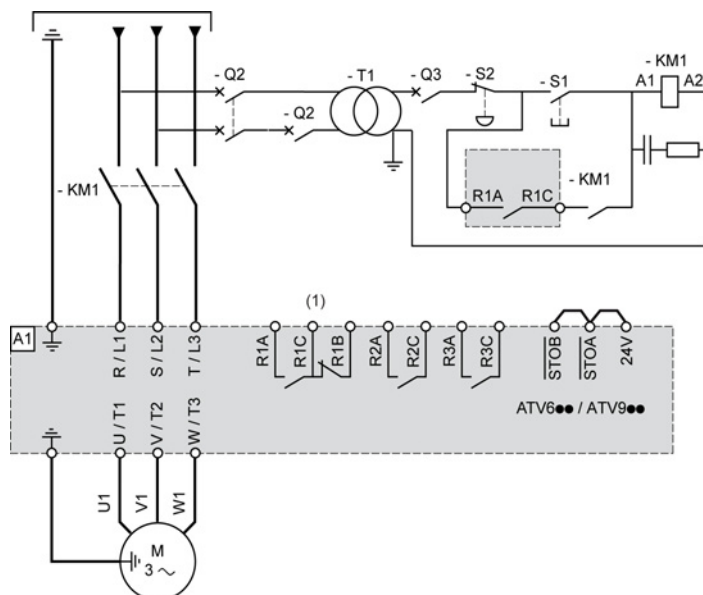 - Q2
- T1
- Q3
- S2
- S1
- KM1
A1
A2
- Q2
- KM1
R1A
R1C
- KM1
(1)
A1
R / L1
S / L2
T / L3
R1A
R1C
R1B
R2A
R2C
R3A
R3C
STOB
STOA
24V
ATV6●● / ATV9●●
U / T1
V / T2
W / T3
U1
V1
W1
M
3 ~